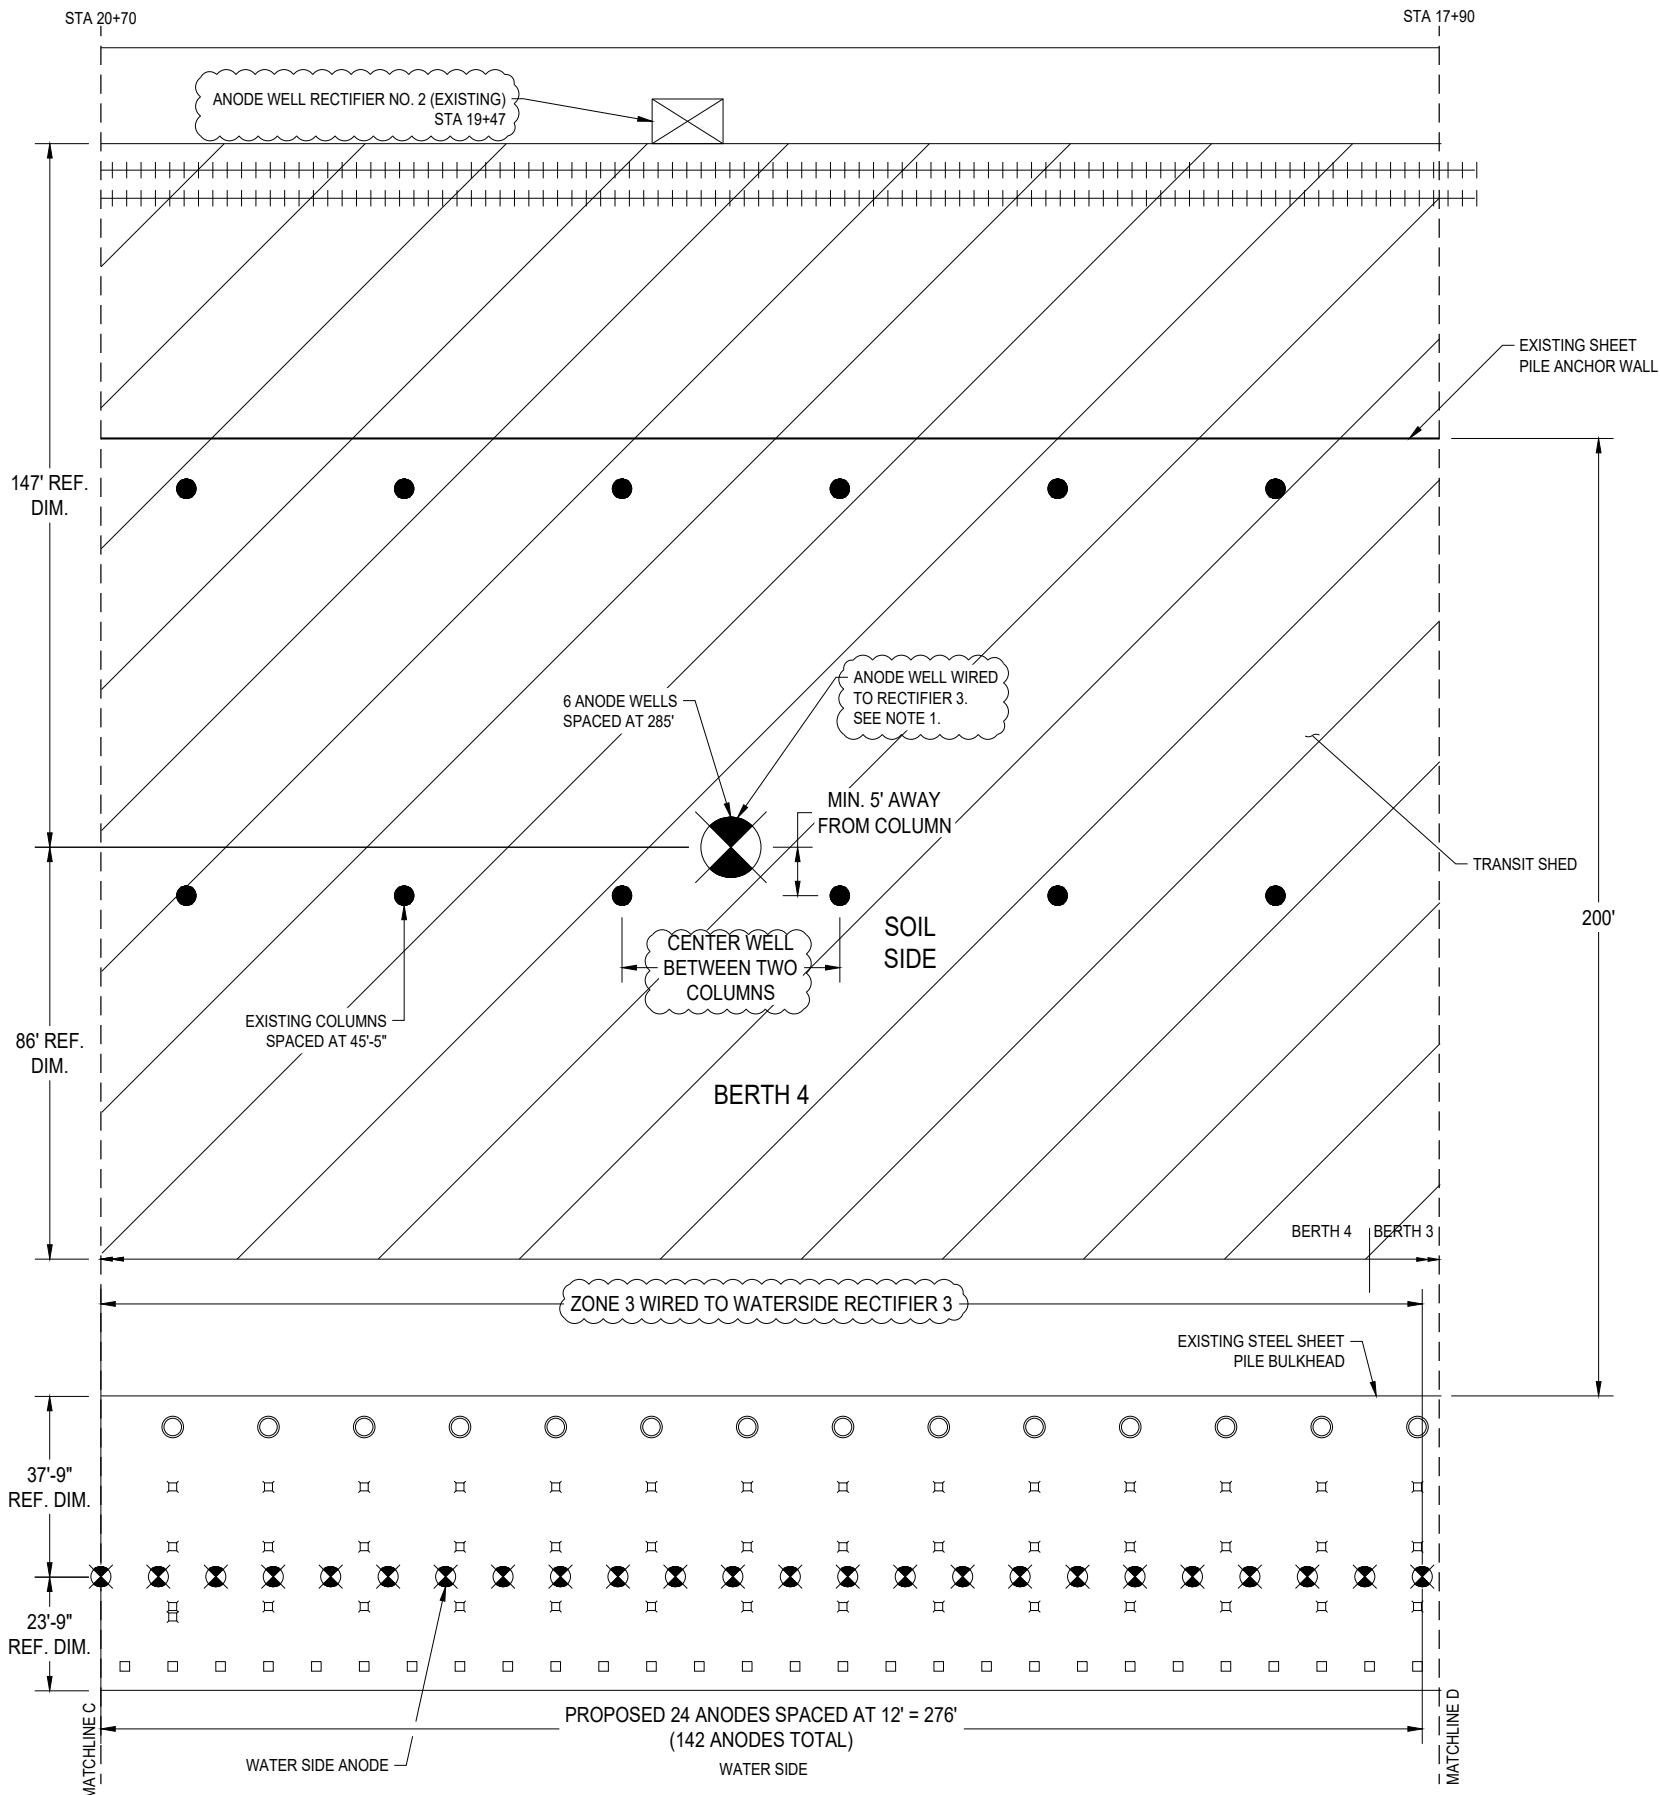 STA 20+70
STA 17+90
ANODE WELL RECTIFIER NO. 2 (EXISTING)
STA 19+47
EXISTING SHEET
PILE ANCHOR WALL
147' REF.
DIM.
6 ANODE WELLS
SPACED AT 285'
ANODE WELL WIRED
TO RECTIFIER 3.
SEE NOTE 1.
MIN. 5' AWAY
FROM COLUMN
TRANSIT SHED
200'
SOIL
SIDE
CENTER WELL
BETWEEN TWO
COLUMNS
EXISTING COLUMNS
SPACED AT 45'-5"
86' REF.
DIM.
BERTH 4
BERTH 4
BERTH 3
ZONE 3 WIRED TO WATERSIDE RECTIFIER 3
EXISTING STEEL SHEET
PILE BULKHEAD
37'-9"
REF. DIM.
23'-9"
REF. DIM.
PROPOSED 24 ANODES SPACED AT 12' = 276'
(142 ANODES TOTAL)
WATER SIDE ANODE
WATER SIDE
MATCHLINE C
MATCHLINE D